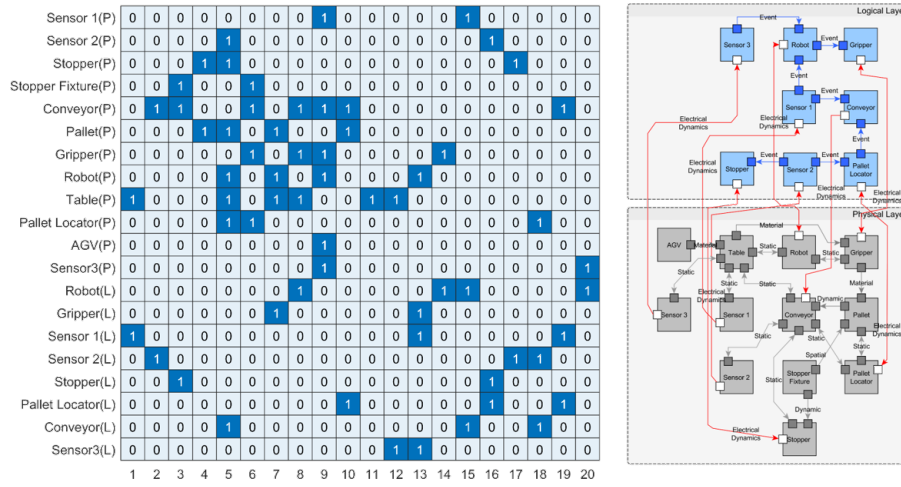 Sensor 1(P) 0 0 0 0 0 0 0 0 1 0 0 0 0 0 1 0 0 0 0 0
Sensor 2(P) 0 0 0 0 1 0 0 0 0 0 0 0 0 0 0 1 0 0 0 0
Stopper(P) 0 0 0 1 1 0 0 0 0 0 0 0 0 0 0 0 1 0 0 0
Stopper Fixture(P) 0 0 1 0 0 1 0 0 0 0 0 0 0 0 0 0 0 0 0 0
Conveyor(P) 0 1 1 0 0 1 0 1 1 1 0 0 0 0 0 0 0 0 1 0
Pallet(P) 0 0 0 1 1 0 1 0 0 1 0 0 0 0 0 0 0 0 0 0
Gripper(P) 0 0 0 0 0 1 0 1 1 0 0 0 0 1 0 0 0 0 0 0
Robot(P) 0 0 0 0 1 0 1 0 1 0 0 0 1 0 0 0 0 0 0 0
Table(P) 1 0 0 0 1 0 1 1 0 0 1 1 0 0 0 0 0 0 0 0
Pallet Locator(P) 0 0 0 0 1 1 0 0 0 0 0 0 0 0 0 0 0 1 0 0
AGV(P) 0 0 0 0 0 0 0 0 1 0 0 0 0 0 0 0 0 0 0 0
Sensor3(P) 0 0 0 0 0 0 0 0 1 0 0 0 0 0 0 0 0 0 0 1
Robot(L) 0 0 0 0 0 0 0 1 0 0 0 0 0 1 1 0 0 0 0 1
Gripper(L) 0 0 0 0 0 0 1 0 0 0 0 0 1 0 0 0 0 0 0 0
Sensor 1(L) 1 0 0 0 0 0 0 0 0 0 0 0 1 0 0 0 0 0 1 0
Sensor 2(L) 0 1 0 0 0 0 0 0 0 0 0 0 0 0 0 0 1 1 0 0
Stopper(L) 0 0 1 0 0 0 0 0 0 0 0 0 0 0 0 1 0 0 0 0
Pallet Locator(L) 0 0 0 0 0 0 0 0 0 1 0 0 0 0 0 1 0 0 1 0
Conveyor(L) 0 0 0 0 1 0 0 0 0 0 0 0 0 0 1 0 0 1 0 0
Sensor3(L) 0 0 0 0 0 0 0 0 0 0 0 1 1 0 0 0 0 0 0 0
1 2 3 4 5 6 7 8 9 10 11 12 13 14 15 16 17 18 19 20
Logical Layer
Event
Sensor 3
Robot
Event
Gripper
Event
Sensor 1
Event
Conveyor
Electrical
Dynamics
Electrical
Dynamics
Event
Electrical
Dynamics
Stopper
Event
Sensor 2
Event
Pallet
Locator
Electrical
Dynamics
Electrical
Dynamics
Physical Layer
Material
AGV
Material
Table
Static
Robot
Static
Gripper
Static
Static
Static
Material
Sensor 3
Electrical
Dynamics
Sensor 1
Conveyor
Dynamic
Pallet
Electrical
Dynamics
Static
Static
Static
Sensor 2
Static
Spatial
Stopper
Fixture
Pallet
Locator
Dynamic
Electrical
Dynamics
Stopper